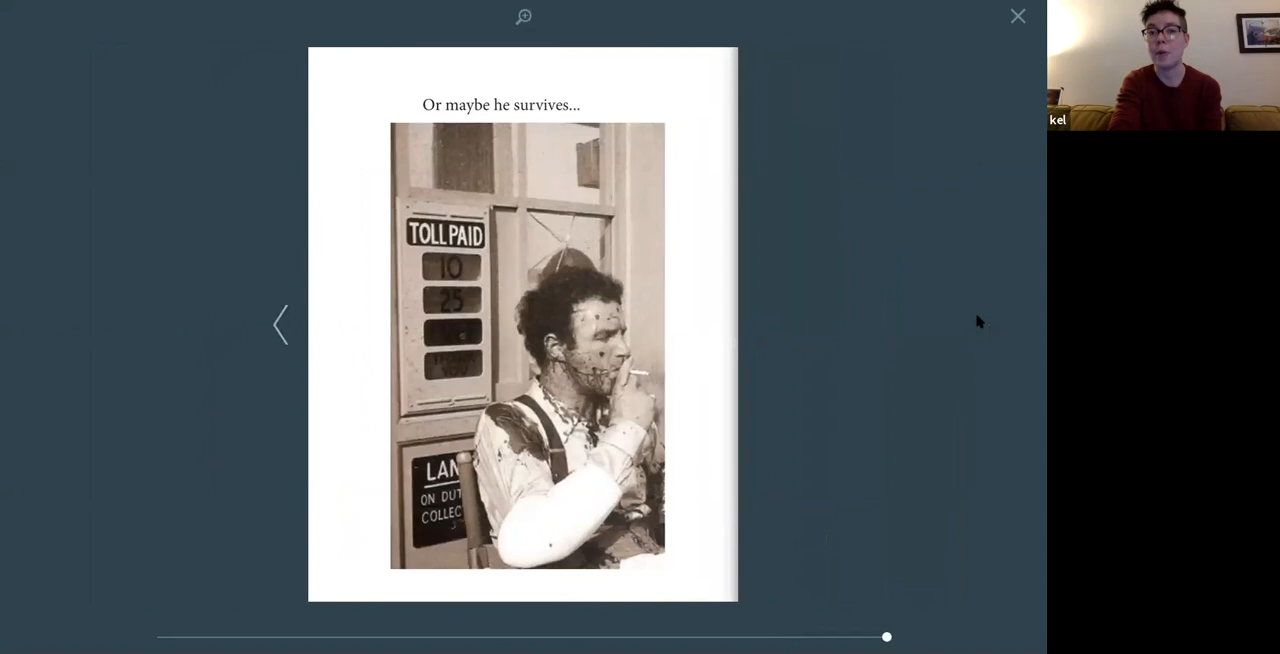 Or maybe he survives...
kel
TOLL PAID
10
25
LAN
ON DUT
COLLEC